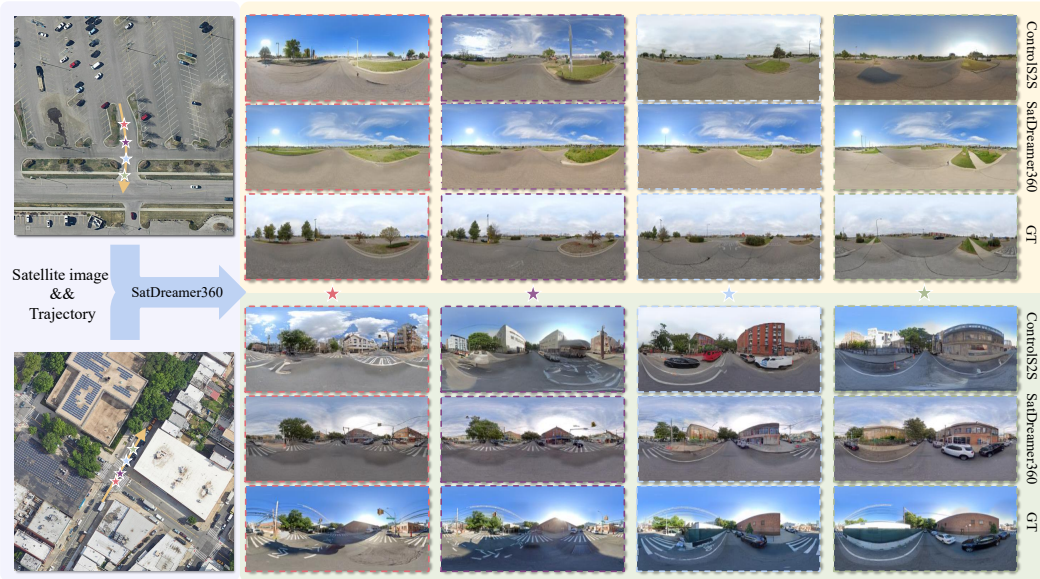 ControlS2S
SatDreamer360
GT
Satellite image
&&
Trajectory
SatDreamer360
ControlS2S
SatDreamer360
GT